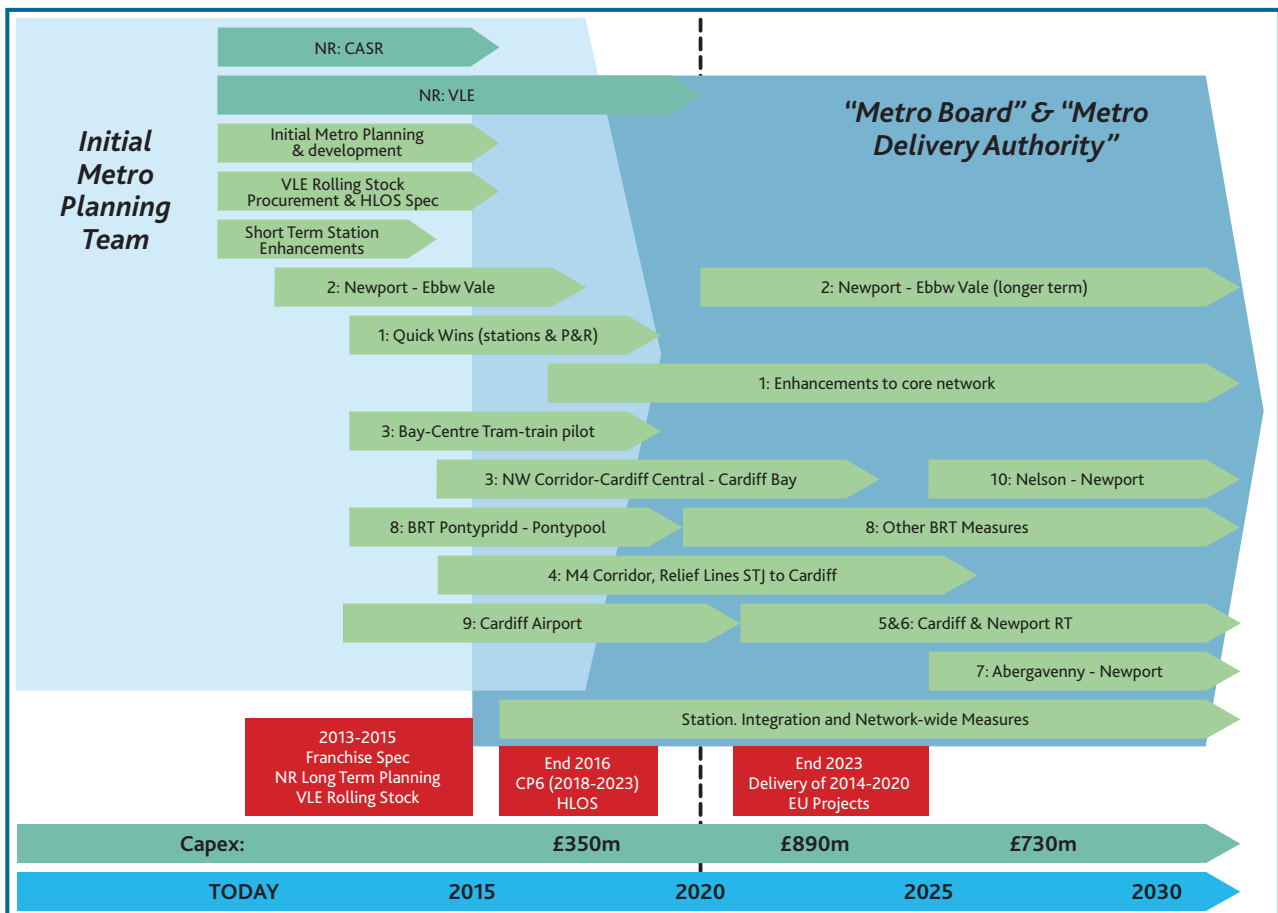 NR: CASR
NR: VLE
Initial
Metro
Planning
Team
"Metro Board" & "Metro
Delivery Authority"
Initial Metro Planning
& development
VLE Rolling Stock
Procurement & HLOS Spec
Short Term Station
Enhancements
2: Newport - Ebbw Vale
2: Newport - Ebbw Vale (longer term)
1: Quick Wins (stations & P&R)
1: Enhancements to core network
3: Bay-Centre Tram-train pilot
3: NW Corridor-Cardiff Central - Cardiff Bay
10: Nelson - Newport
8: BRT Pontypridd - Pontypool
8: Other BRT Measures
4: M4 Corridor, Relief Lines STJ to Cardiff
9: Cardiff Airport
5&6: Cardiff & Newport RT
7: Abergavenny - Newport
Station. Integration and Network-wide Measures
2013-2015
Franchise Spec
NR Long Term Planning
VLE Rolling Stock
End 2016
CP6 (2018-2023)
HLOS
End 2023
Delivery of 2014-2020
EU Projects
Capex: £350m £890m £730m
TODAY 2015 2020 2025 2030